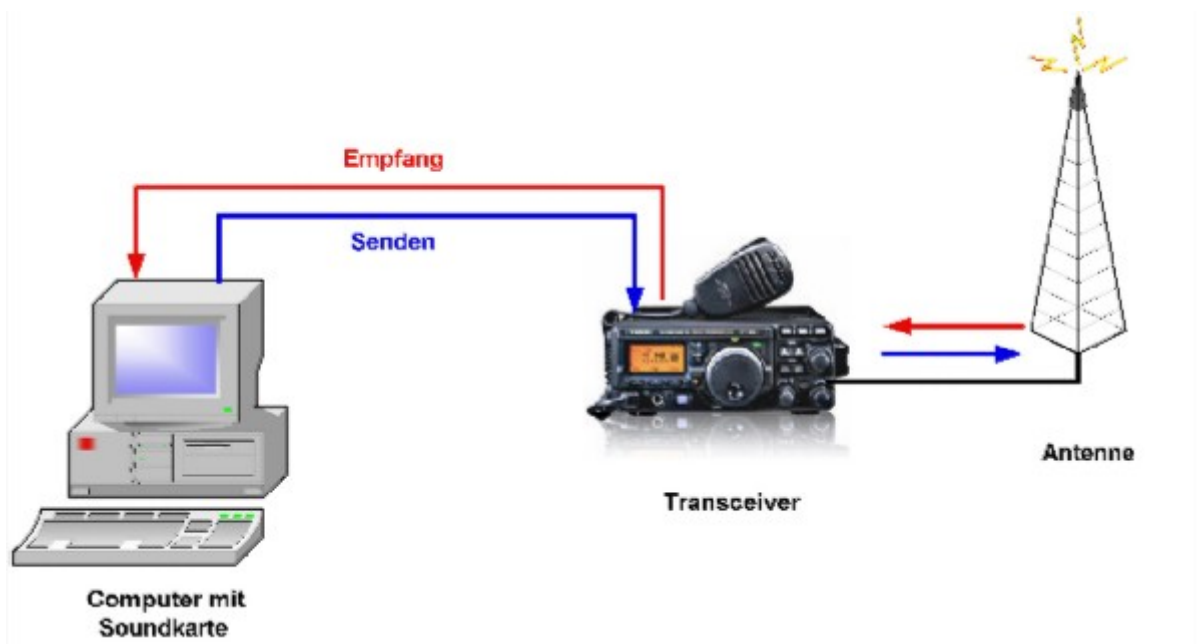 Empfang
Senden
Antenne
Transceiver
Computer mit
Soundkarte